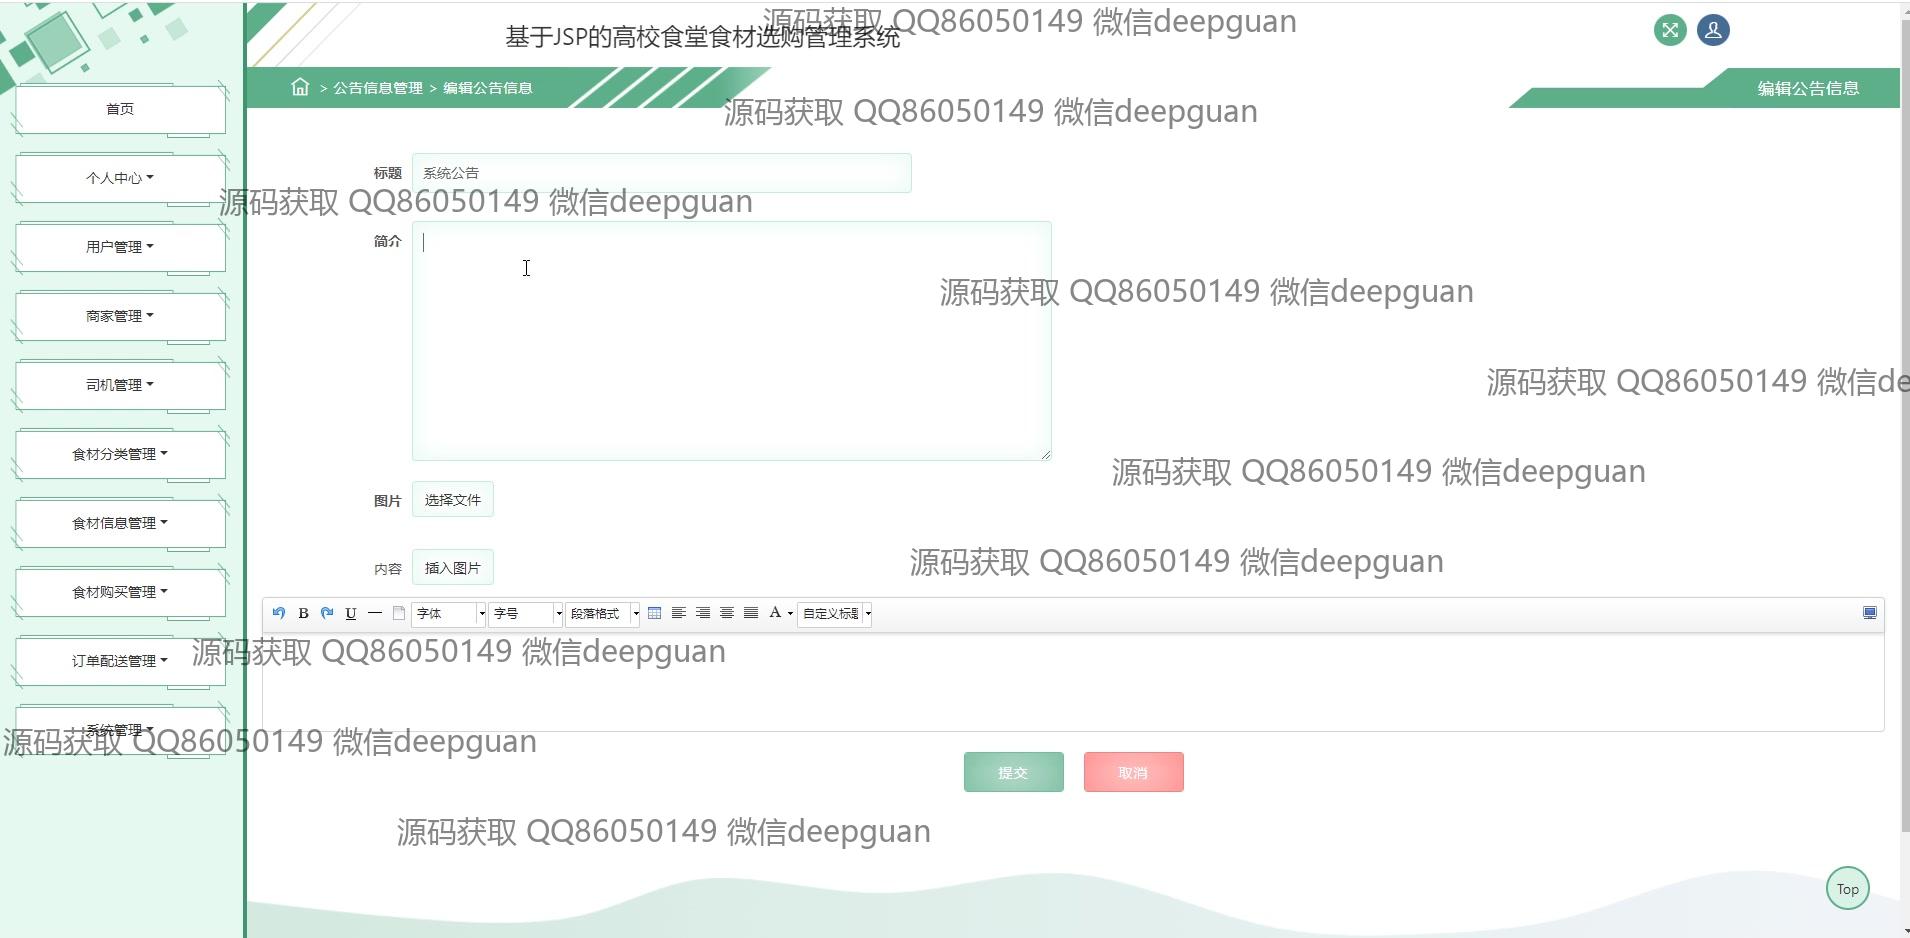 源码获取 QQ86050149 微信deepguan
基于JSP的高校食堂食材选购管理系统
> 公告信息管理 > 编辑公告信息
编辑公告信息
源码获取 QQ86050149 微信deepguan
首页
个人中心
用户管理
商家管理
司机管理
食材分类管理
食材信息管理
食材购买管理
订单配送管理
系统管理
标题 系统公告
源码获取 QQ86050149 微信deepguan
简介
源码获取 QQ86050149 微信deepguan
源码获取 QQ86050149 微信de
源码获取 QQ86050149 微信deepguan
图片 选择文件
源码获取 QQ86050149 微信deepguan
内容 插入图片
B U 字体 字号 段落格式 A 自定义标题
源码获取 QQ86050149 微信deepguan
源码获取 QQ86050149 微信deepguan
提交 取消
源码获取 QQ86050149 微信deepguan
Top